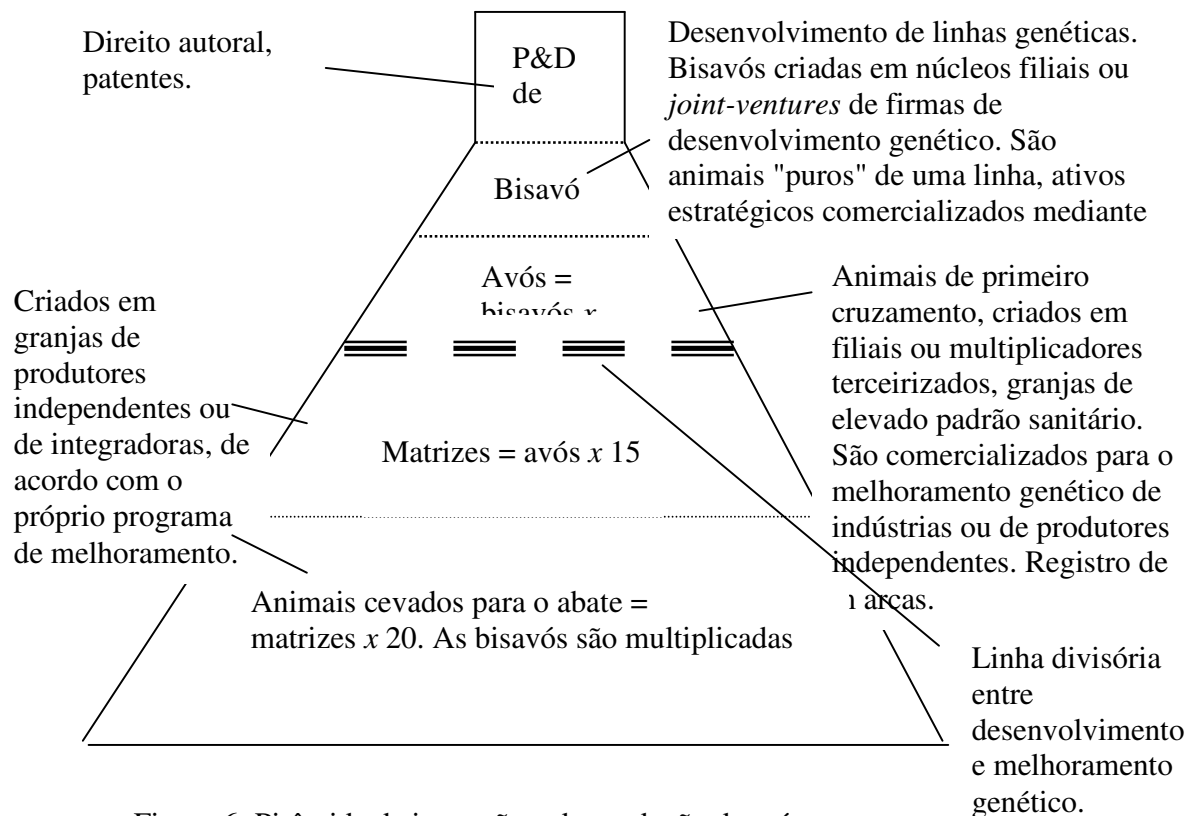 Direito autoral,
patentes.
P&D
de
Desenvolvimento de linhas genéticas.
Bisavós criadas em núcleos filiais ou
joint-ventures de firmas de
desenvolvimento genético. São
animais "puros" de uma linha, ativos
estratégicos comercializados mediante
Bisavó
Avós =
bisavós x
Animais de primeiro
cruzamento, criados em
filiais ou multiplicadores
terceirizados, granjas de
elevado padrão sanitário.
São comercializados para o
melhoramento genético de
indústrias ou de produtores
independentes. Registro de
arcas.
Criados em
granjas de
produtores
independentes ou
de integradoras, de
acordo com o
próprio programa
de melhoramento.
Matrizes = avós x 15
Animais cevados para o abate =
matrizes x 20. As bisavós são multiplicadas
Linha divisória
entre
desenvolvimento
e melhoramento
genético.